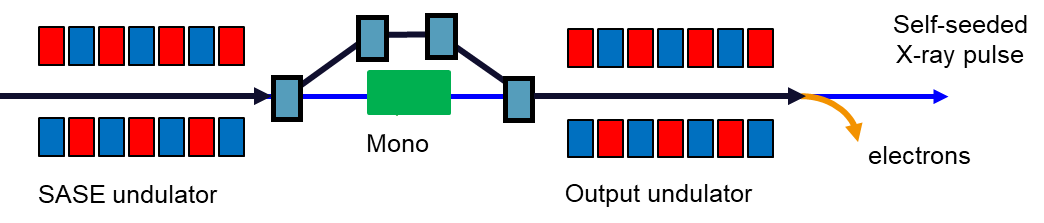 Self-seeded
X-ray pulse
Mono
electrons
SASE undulator
Output undulator